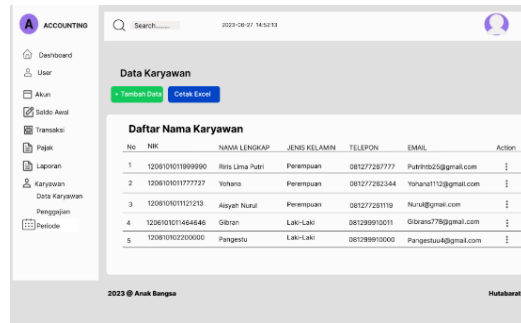 A ACCOUNTING
Search.......
2023-06-27 14:52:13
Dashboard
User
Akun
Saldo Awal
Transaksi
Pajak
Laporan
Karyawan
Data Karyawan
Penggajian
Periode
Data Karyawan
+ Tambah Data
Cetak Excel
Daftar Nama Karyawan
No NIK NAMA LENGKAP JENIS KELAMIN TELEPON EMAIL Action
1 1206101011999990 Riris Lima Putri Perempuan 081277267777 Putrihtb25@gmail.com
2 1206101011777727 Yohana Perempuan 081277262344 Yohana1112@gmail.com
3 1206101011121213 Aisyah Nurul Perempuan 081277261119 Nurul@gmail.com
4 1206101011464646 Gibran Laki-Laki 081299910011 Gibrans778@gmail.com
5 120610102200000 Pangestu Laki-Laki 081299910000 Pangestuu4@gmail.com
2023 @ Anak Bangsa
Hutabarat